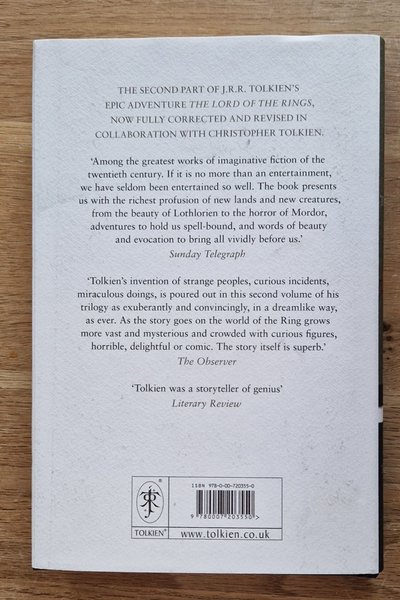 THE SECOND PART OF J.R.R. TOLKIEN'S
EPIC ADVENTURE THE LORD OF THE RINGS,
NOW FULLY CORRECTED AND REVISED IN
COLLABORATION WITH CHRISTOPHER TOLKIEN.
'Among the greatest works of imaginative fiction of the
twentieth century. If it is no more than an entertainment,
we have seldom been entertained so well. The book presents
us with the richest profusion of new lands and new creatures,
from the beauty of Lothlorien to the horror of Mordor,
adventures to hold us spell-bound, and words of beauty
and evocation to bring all vividly before us.'
Sunday Telegraph
'Tolkien's invention of strange peoples, curious incidents,
miraculous doings, is poured out in this second volume of his
trilogy as exuberantly and convincingly, in a dreamlike way,
as ever. As the story goes on the world of the Ring grows
more vast and mysterious and crowded with curious figures,
horrible, delightful or comic. The story itself is superb.'
The Observer
'Tolkien was a storyteller of genius'
Literary Review
ISBN 978-0-00-720355-0
9780007203550>
®
TOLKIEN®
www.tolkien.co.uk